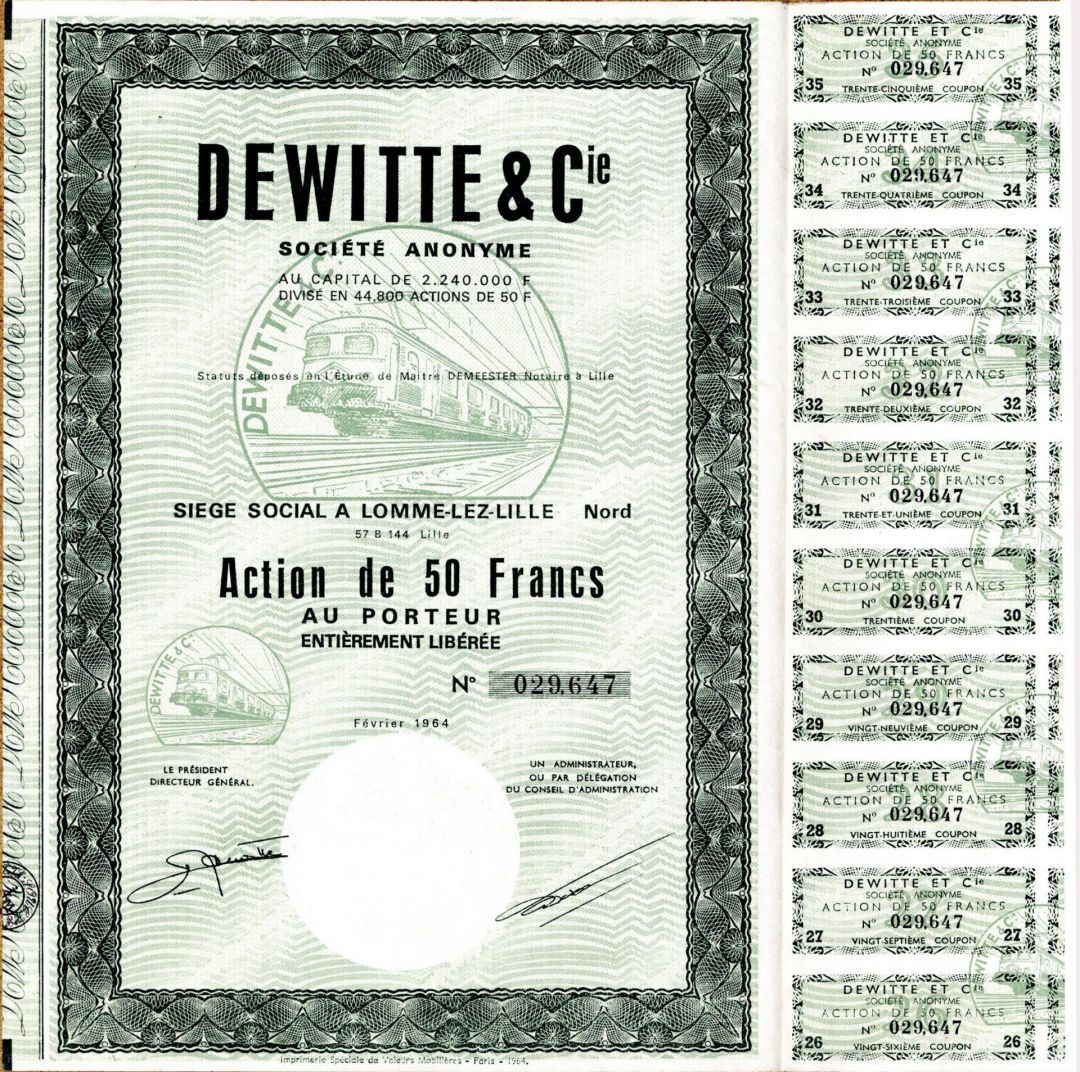 DEWITTE & Cie
SOCIÉTÉ ANONYME
AU CAPITAL DE 2.240.000 F
DIVISÉ EN 44.800 ACTIONS DE 50 F
DEWITTE & C
Statuts déposés en l'Étude de Maître DEMEESTER Notaire à Lille
SIEGE SOCIAL A LOMME-LEZ-LILLE Nord
57 B 144 Lille
Action de 50 Francs
AU PORTEUR
ENTIÈREMENT LIBÉRÉE
N° 029,647
DEWITTE & Cie
Février 1964
LE PRÉSIDENT
DIRECTEUR GÉNÉRAL.
UN ADMINISTRATEUR,
OU PAR DÉLÉGATION
DU CONSEIL D'ADMINISTRATION
Imprimerie Spéciale de Valeurs Mobilières - Paris - 1964.
DEWITTE ET Cie
SOCIÉTÉ ANONYME
ACTION DE 50 FRANCS
N° 029,647
35 TRENTE-CINQUIÈME COUPON 35
DEWITTE ET Cie
SOCIÉTÉ ANONYME
ACTION DE 50 FRANCS
N° 029,647
34 TRENTE-QUATRIÈME COUPON 34
DEWITTE ET Cie
SOCIÉTÉ ANONYME
ACTION DE 50 FRANCS
N° 029,647
33 TRENTE-TROISIÈME COUPON 33
DEWITTE ET Cie
SOCIÉTÉ ANONYME
ACTION DE 50 FRANCS
N° 029,647
32 TRENTE-DEUXIÈME COUPON 32
DEWITTE ET Cie
SOCIÉTÉ ANONYME
ACTION DE 50 FRANCS
N° 029,647
31 TRENTE-ET-UNIÈME COUPON 31
DEWITTE ET Cie
SOCIÉTÉ ANONYME
ACTION DE 50 FRANCS
N° 029,647
30 TRENTIÈME COUPON 30
DEWITTE ET Cie
SOCIÉTÉ ANONYME
ACTION DE 50 FRANCS
N° 029,647
29 VINGT-NEUVIÈME COUPON 29
DEWITTE ET Cie
SOCIÉTÉ ANONYME
ACTION DE 50 FRANCS
N° 029,647
28 VINGT-HUITIÈME COUPON 28
DEWITTE ET Cie
SOCIÉTÉ ANONYME
ACTION DE 50 FRANCS
N° 029,647
27 VINGT-SEPTIÈME COUPON 27
DEWITTE ET Cie
SOCIÉTÉ ANONYME
ACTION DE 50 FRANCS
N° 029,647
26 VINGT-SIXIÈME COUPON 26